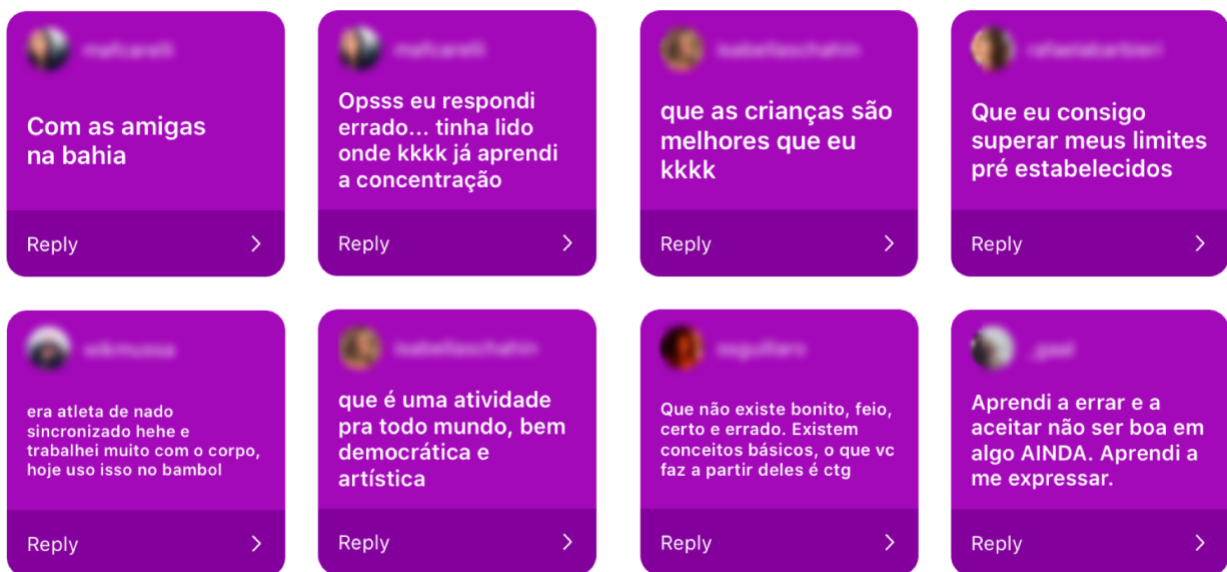 Com as amigas
na bahia
Reply
Opsss eu respondi
errado... tinha lido
onde kkkk já aprendi
a concentração
Reply
que as crianças são
melhores que eu
kkkk
Reply
Que eu consigo
superar meus limites
pré estabelecidos
Reply
era atleta de nado
sincronizado hehe e
trabalhei muito com o corpo,
hoje uso isso no bambol
Reply
que é uma atividade
pra todo mundo, bem
democrática e
artística
Reply
Que não existe bonito, feio,
certo e errado. Existem
conceitos básicos, o que vc
faz a partir deles é ctg
Reply
Aprendi a errar e a
aceitar não ser boa em
algo AINDA. Aprendi a
me expressar.
Reply